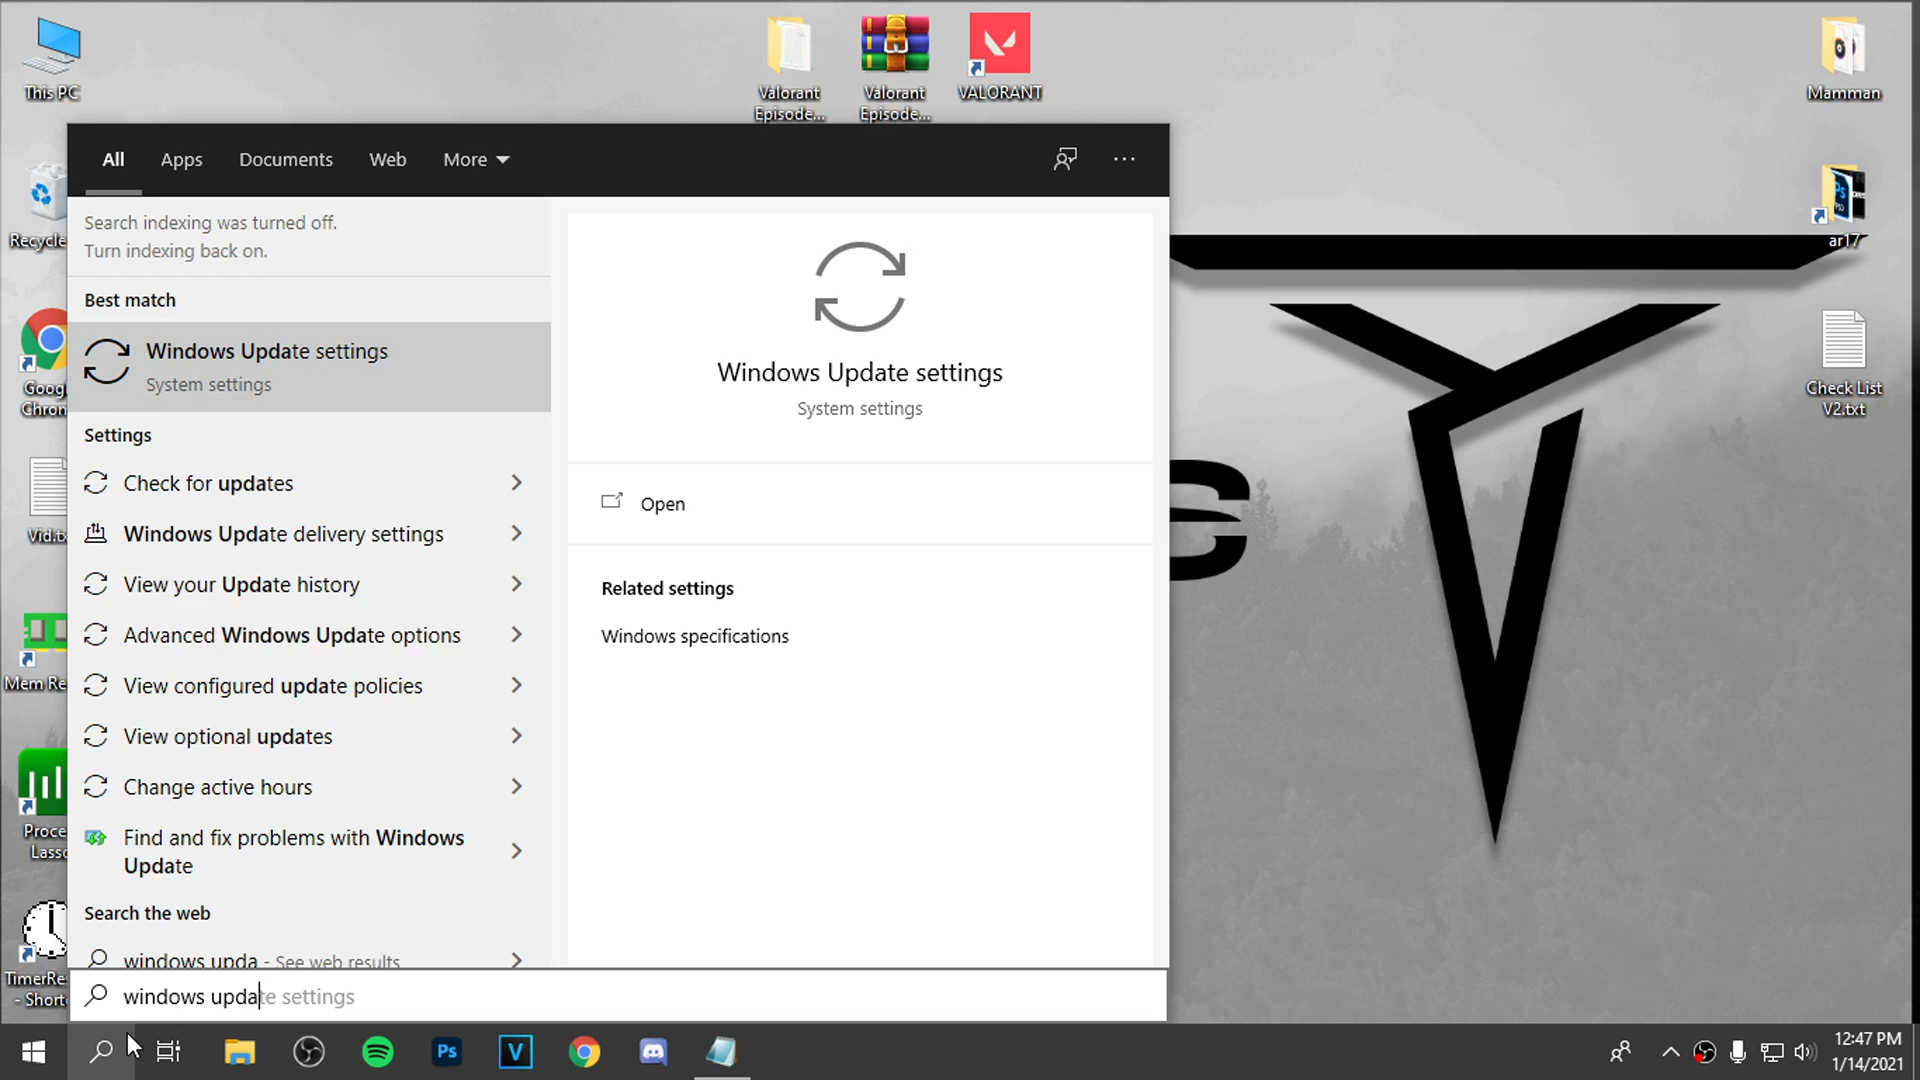 This PC
Valorant
Episode...
Valorant
Episode...
VALORANT
Mamman
All Apps Documents Web More
Search indexing was turned off.
Turn indexing back on.
Best match
Windows Update settings
System settings
Settings
Check for updates
Windows Update delivery settings
View your Update history
Advanced Windows Update options
View configured update policies
View optional updates
Change active hours
Find and fix problems with Windows
Update
Search the web
windows upda - See web results
windows update settings
Windows Update settings
System settings
Open
Related settings
Windows specifications
Recycle
Goog
Chron
Vid.tx
Mem Re
Proce
Lasso
TimerRes
- Short
ar17
Check List
V2.txt
S
Ps
Ps
V
12:47 PM
1/14/2021